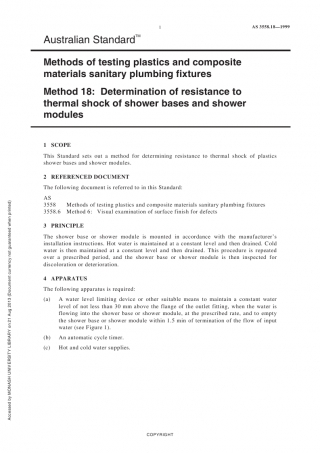 1
AS 3558.18—1999
Australian Standard™
Methods of testing plastics and composite
materials sanitary plumbing fixtures
Method 18: Determination of resistance to
thermal shock of shower bases and shower
modules
1 SCOPE
This Standard sets out a method for determining resistance to thermal shock of plastics
shower bases and shower modules.
2 REFERENCED DOCUMENT
The following document is referred to in this Standard:
AS
3558 Methods of testing plastics and composite materials sanitary plumbing fixtures
3558.6 Method 6: Visual examination of surface finish for defects
3 PRINCIPLE
The shower base or shower module is mounted in accordance with the manufacturer's
installation instructions. Hot water is maintained at a constant level and then drained. Cold
water is then maintained at a constant level and then drained. This procedure is repeated
over a prescribed period, and the shower base or shower module is then inspected for
discolouration or deterioration.
4 APPARATUS
The following apparatus is required:
(a) A water level limiting device or other suitable means to maintain a constant water
level of not less than 30 mm above the flange of the outlet fitting, when the water is
flowing into the shower base or shower module, at the prescribed rate, and to empty
the shower base or shower module within 1.5 min of termination of the flow of input
water (see Figure 1).
(b) An automatic cycle timer.
(c) Hot and cold water supplies.
Accessed by MONASH UNIVERSITY LIBRARY on 21 Aug 2013 (Document currency not guaranteed when printed)
COPYRIGHT